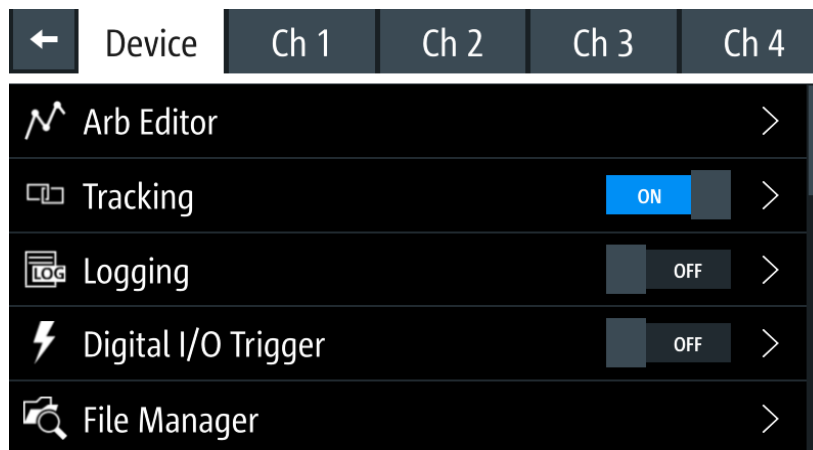 Device Ch 1 Ch 2 Ch 3 Ch 4
Arb Editor
Tracking ON
LOG Logging OFF
Digital I/O Trigger OFF
File Manager